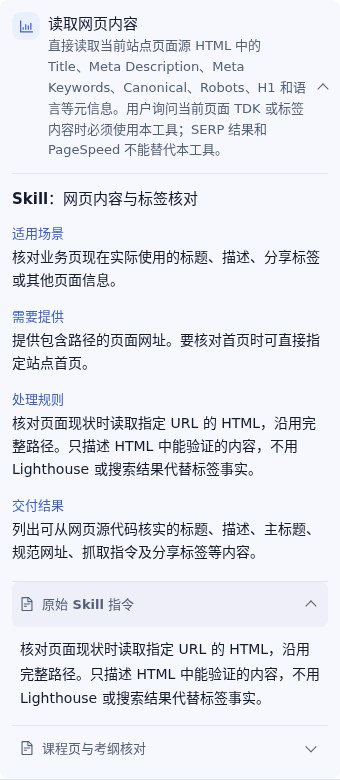 读取网页内容
直接读取当前站点页面源 HTML 中的
Title、Meta Description、Meta
Keywords、Canonical、Robots、H1 和语
言等元信息。用户询问当前页面 TDK 或标签
内容时必须使用本工具；SERP 结果和
PageSpeed 不能替代本工具。
Skill：网页内容与标签核对
适用场景
核对业务页现在实际使用的标题、描述、分享标签
或其他页面信息。
需要提供
提供包含路径的页面网址。要核对首页时可直接指
定站点首页。
处理规则
核对页面现状时读取指定 URL 的 HTML，沿用完
整路径。只描述 HTML 中能验证的内容，不用
Lighthouse 或搜索结果代替标签事实。
交付结果
列出可从网页源代码核实的标题、描述、主标题、
规范网址、抓取指令及分享标签等内容。
原始 Skill 指令
核对页面现状时读取指定 URL 的 HTML，沿用
完整路径。只描述 HTML 中能验证的内容，不用
Lighthouse 或搜索结果代替标签事实。
课程页与考纲核对